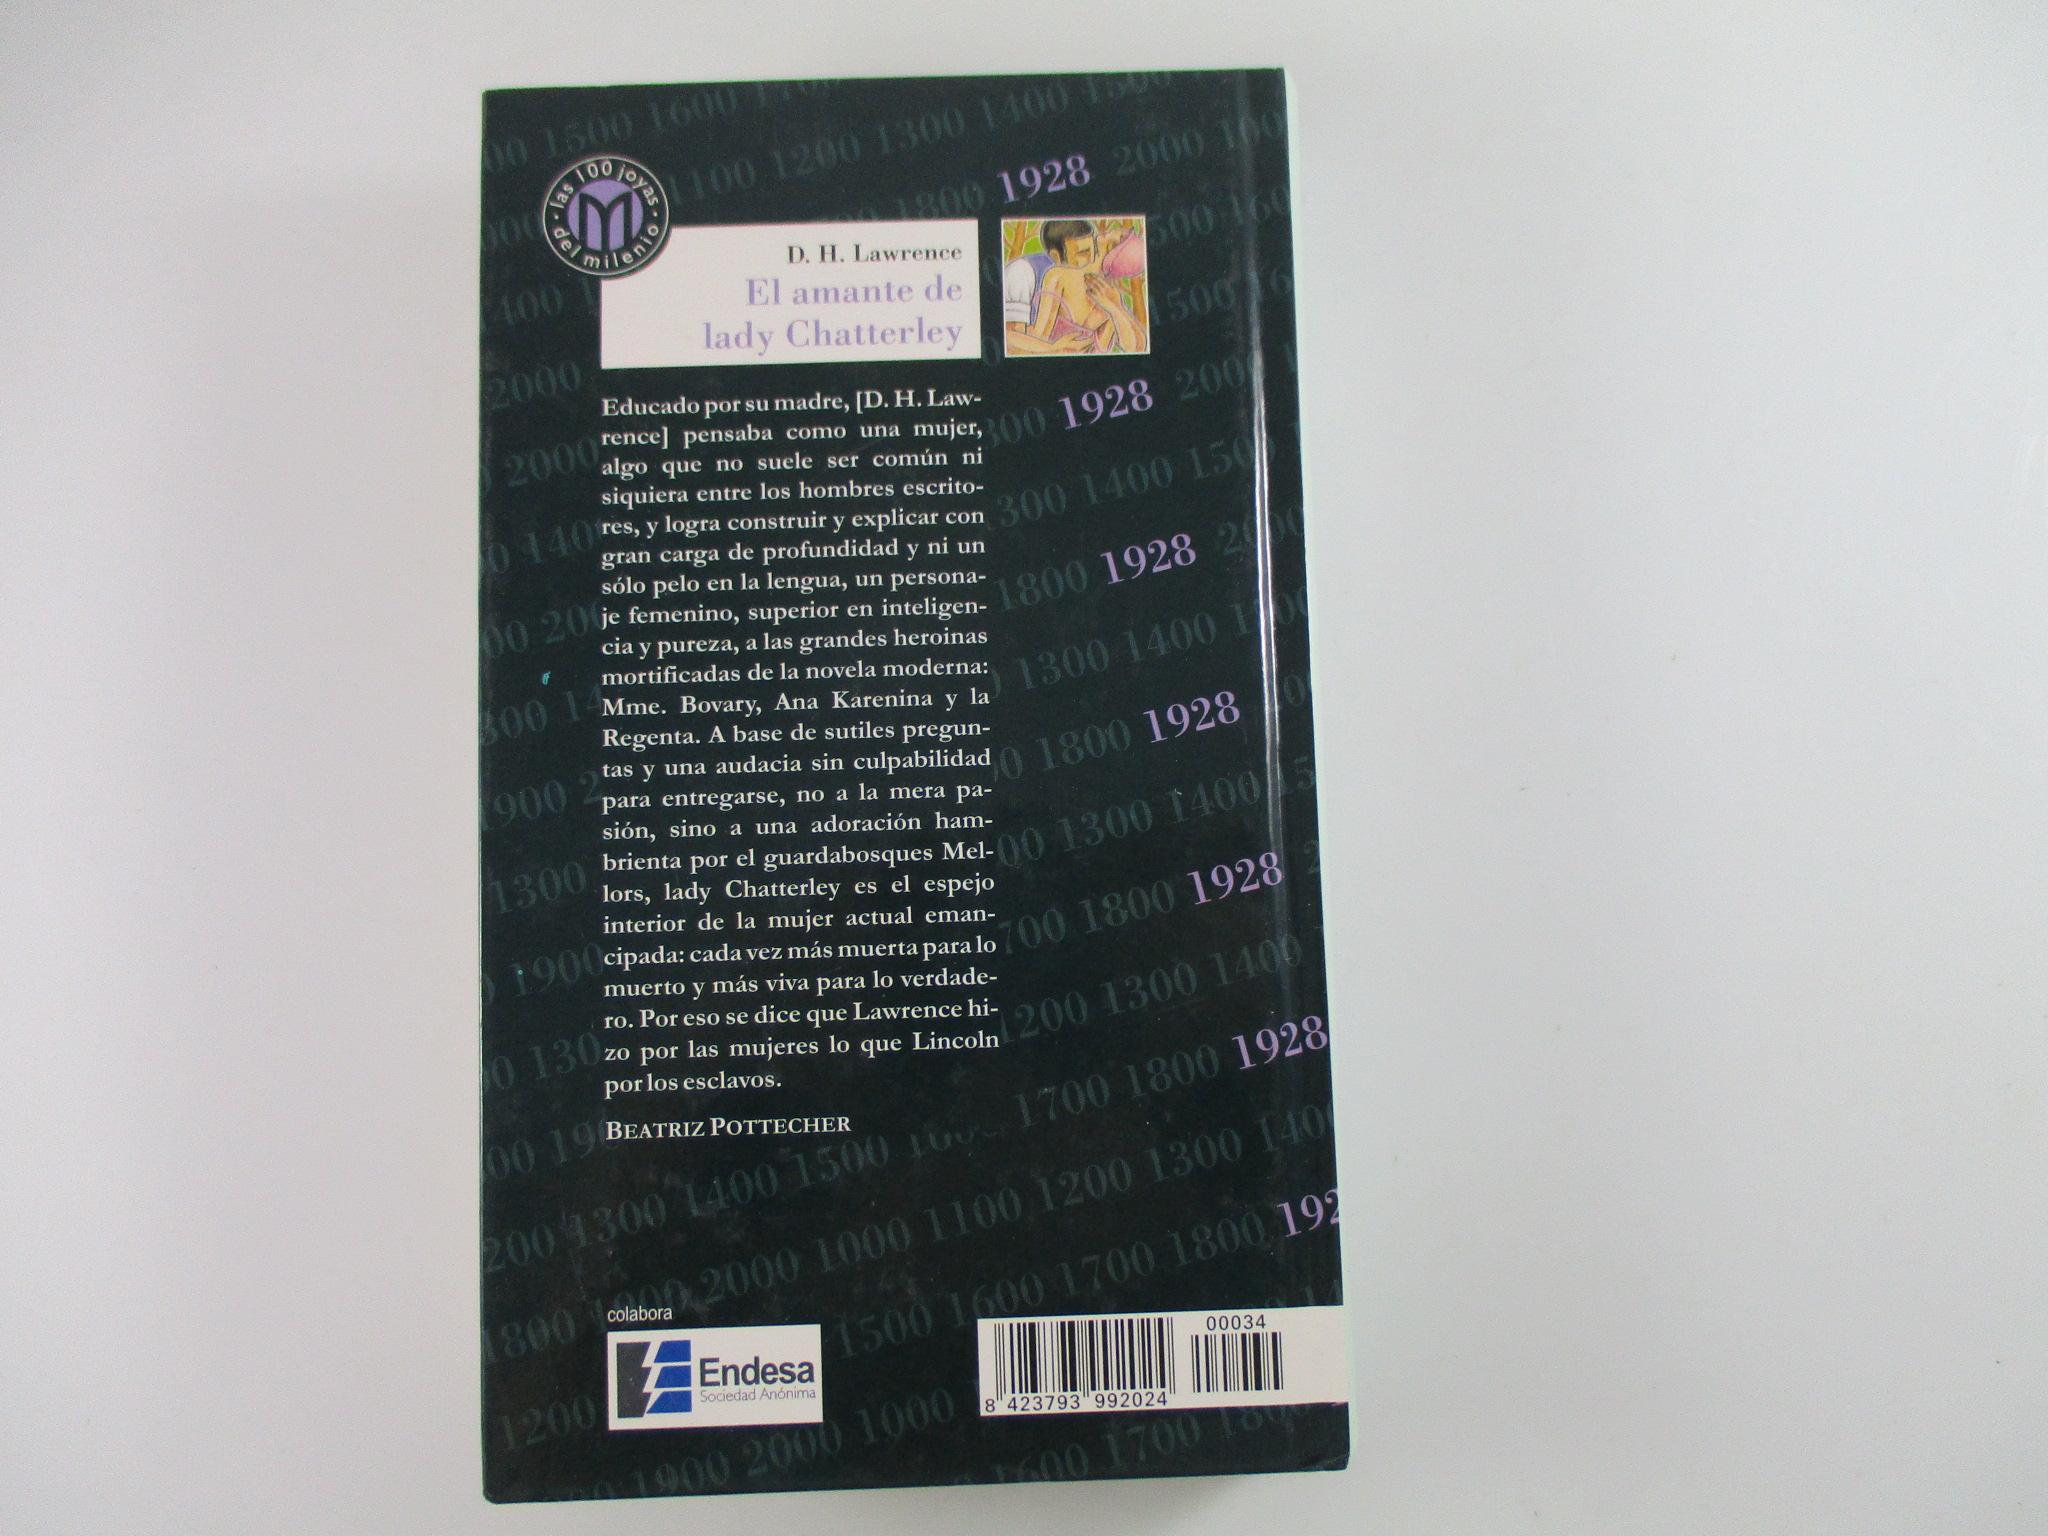 las 100 joyas
del milenio
M
1928
D. H. Lawrence
El amante de
lady Chatterley
Educado por su madre, [D. H. Law-
rence] pensaba como una mujer,
algo que no suele ser común ni
siquiera entre los hombres escrito-
res, y logra construir y explicar con
gran carga de profundidad y ni un
sólo pelo en la lengua, un persona-
je femenino, superior en inteligen-
cia y pureza, a las grandes heroinas
mortificadas de la novela moderna:
Mme. Bovary, Ana Karenina y la
Regenta. A base de sutiles pregun-
tas y una audacia sin culpabilidad
para entregarse, no a la mera pa-
sión, sino a una adoración ham-
brienta por el guardabosques Mel-
lors, lady Chatterley es el espejo
interior de la mujer actual eman-
cipada: cada vez más muerta para lo
muerto y más viva para lo verdade-
ro. Por eso se dice que Lawrence hi-
zo por las mujeres lo que Lincoln
por los esclavos.
BEATRIZ POTTECHER
1928
1928
1928
1928
1928
192
colabora
Endesa
Sociedad Anónima
00034
8 423793 992024